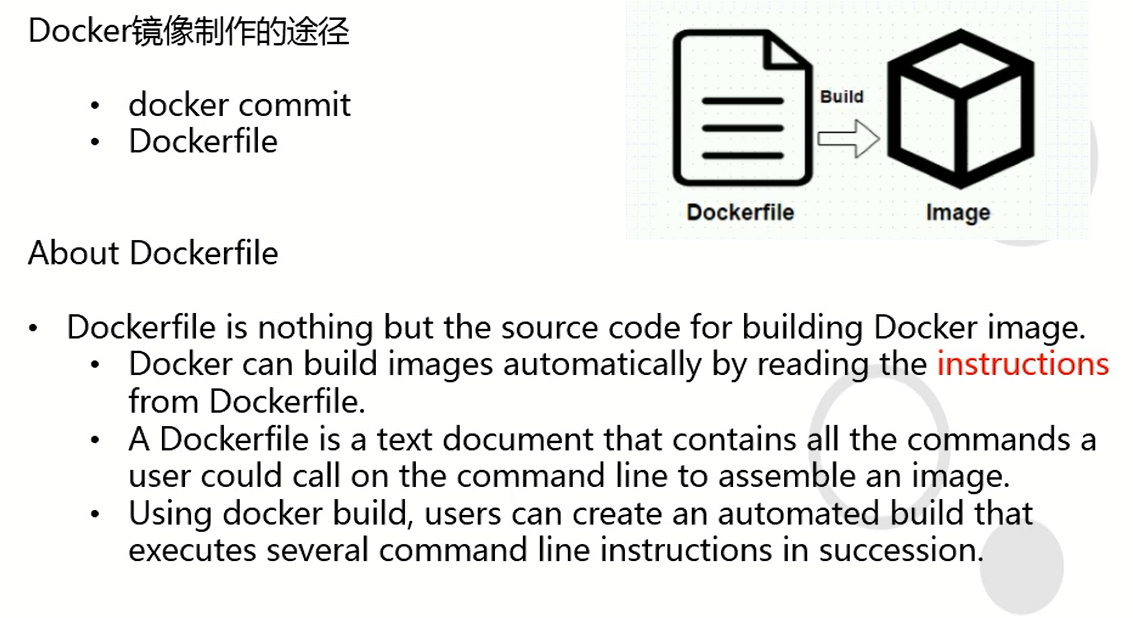 Docker镜像制作的途径
• docker commit
• Dockerfile
Build
Dockerfile
Image
About Dockerfile
• Dockerfile is nothing but the source code for building Docker image.
• Docker can build images automatically by reading the instructions
from Dockerfile.
• A Dockerfile is a text document that contains all the commands a
user could call on the command line to assemble an image.
• Using docker build, users can create an automated build that
executes several command line instructions in succession.